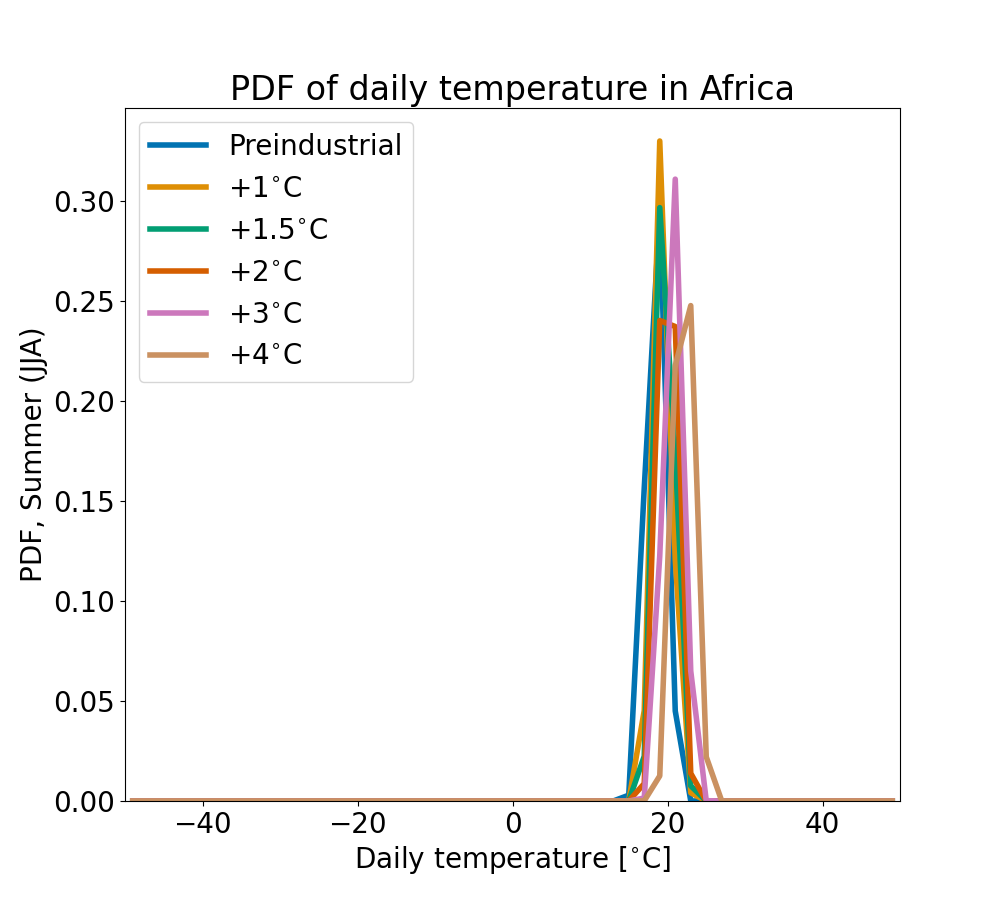 PDF of daily temperature in Africa
Preindustrial
+1°C
+1.5°C
+2°C
+3°C
+4°C
PDF, Summer (JJA)
0.30
0.25
0.20
0.15
0.10
0.05
0.00
−40
−20
0
20
40
Daily temperature [°C]